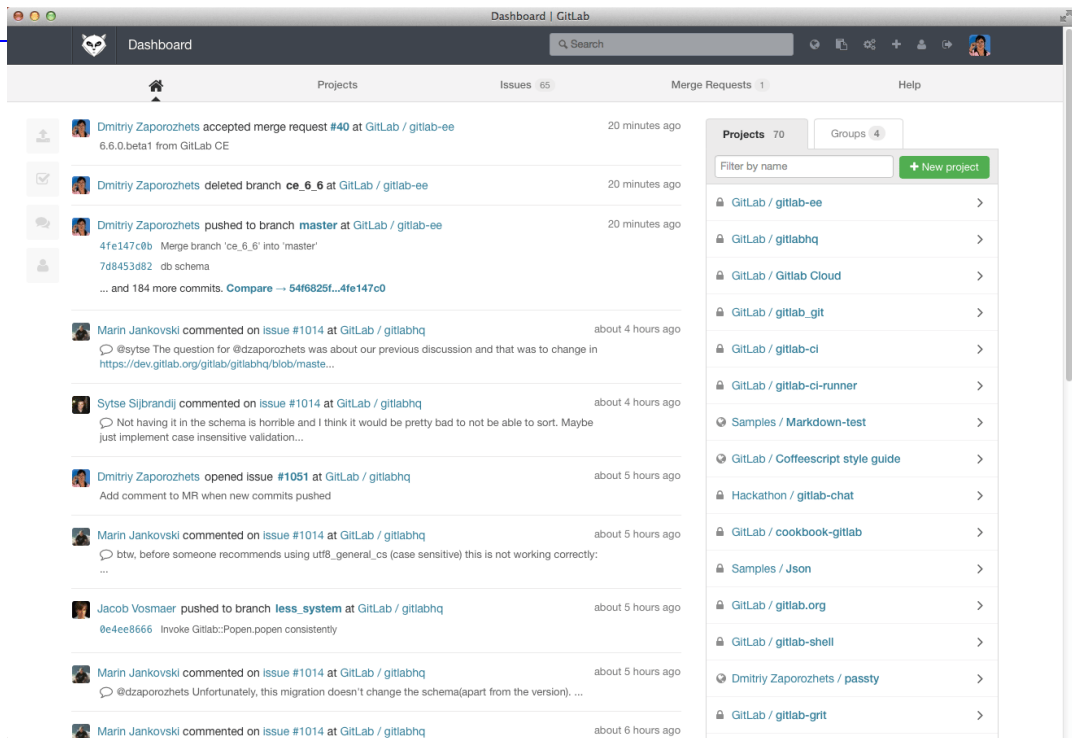 Dashboard | GitLab
Dashboard
Search
Projects
Issues 65
Merge Requests 1
Help
Dmitriy Zaporozhets accepted merge request #40 at GitLab / gitlab-ee
20 minutes ago
6.6.0.beta1 from GitLab CE
Dmitriy Zaporozhets deleted branch ce_6_6 at GitLab / gitlab-ee
20 minutes ago
Dmitriy Zaporozhets pushed to branch master at GitLab / gitlab-ee
20 minutes ago
4fe147c0b Merge branch 'ce_6_6' into 'master'
7d8453d82 db schema
... and 184 more commits. Compare → 54f6825f...4fe147c0
Marin Jankovski commented on issue #1014 at GitLab / gitlabhq
about 4 hours ago
@sytse The question for @dzaporozhets was about our previous discussion and that was to change in
https://dev.gitlab.org/gitlab/gitlabhq/blob/maste...
Sytse Sijbrandij commented on issue #1014 at GitLab / gitlabhq
about 4 hours ago
Not having it in the schema is horrible and I think it would be pretty bad to not be able to sort. Maybe
just implement case insensitive validation...
Dmitriy Zaporozhets opened issue #1051 at GitLab / gitlabhq
about 5 hours ago
Add comment to MR when new commits pushed
Marin Jankovski commented on issue #1014 at GitLab / gitlabhq
about 5 hours ago
btw, before someone recommends using utf8_general_cs (case sensitive) this is not working correctly:
...
Jacob Vosmaer pushed to branch less_system at GitLab / gitlabhq
about 5 hours ago
0e4ee8666 Invoke Gitlab::Popen.popen consistently
Marin Jankovski commented on issue #1014 at GitLab / gitlabhq
about 5 hours ago
@dzaporozhets Unfortunately, this migration doesn't change the schema(apart from the version). ...
Marin Jankovski commented on issue #1014 at GitLab / gitlabhq
about 6 hours ago
Projects 70
Groups 4
Filter by name
+ New project
GitLab / gitlab-ee
GitLab / gitlabhq
GitLab / Gitlab Cloud
GitLab / gitlab_git
GitLab / gitlab-ci
GitLab / gitlab-ci-runner
Samples / Markdown-test
GitLab / Coffeescript style guide
Hackathon / gitlab-chat
GitLab / cookbook-gitlab
Samples / Json
GitLab / gitlab.org
GitLab / gitlab-shell
Dmitriy Zaporozhets / passty
GitLab / gitlab-grit